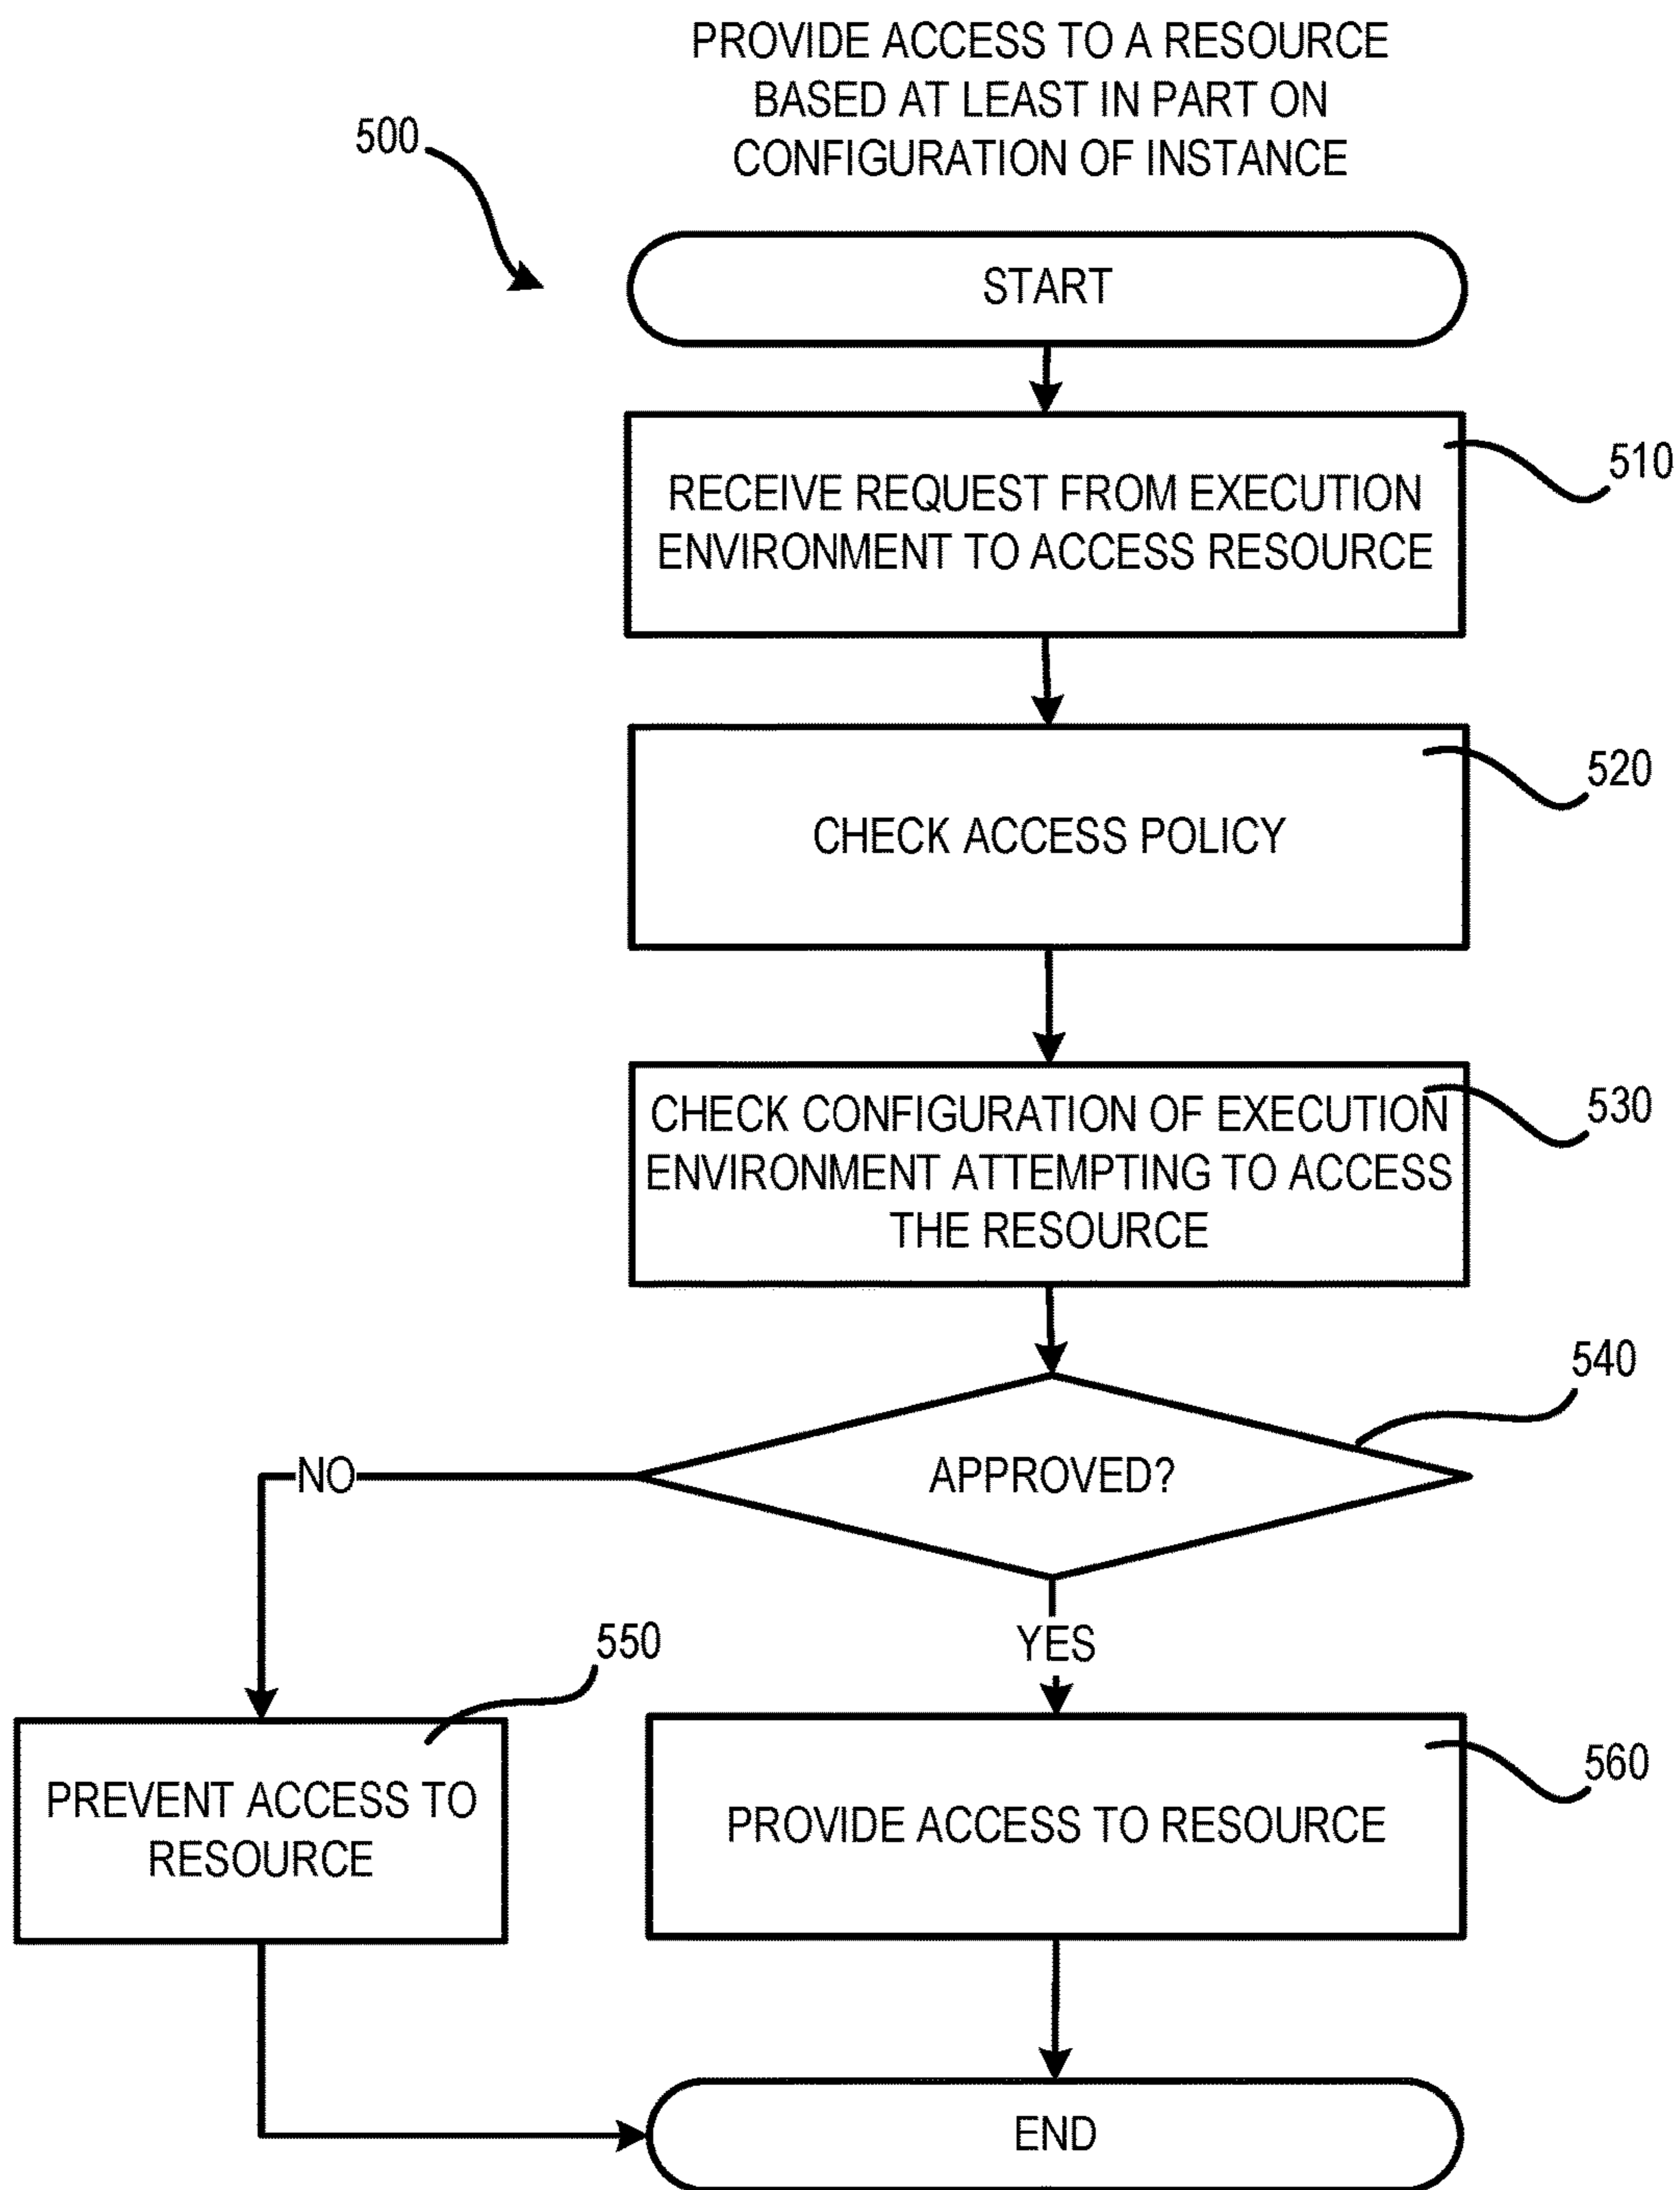 PROVIDE ACCESS TO A RESOURCE
BASED AT LEAST IN PART ON
CONFIGURATION OF INSTANCE
500
START
510
RECEIVE REQUEST FROM EXECUTION
ENVIRONMENT TO ACCESS RESOURCE
520
CHECK ACCESS POLICY
530
CHECK CONFIGURATION OF EXECUTION
ENVIRONMENT ATTEMPTING TO ACCESS
THE RESOURCE
540
APPROVED?
NO
YES
550
PREVENT ACCESS TO
RESOURCE
560
PROVIDE ACCESS TO RESOURCE
END